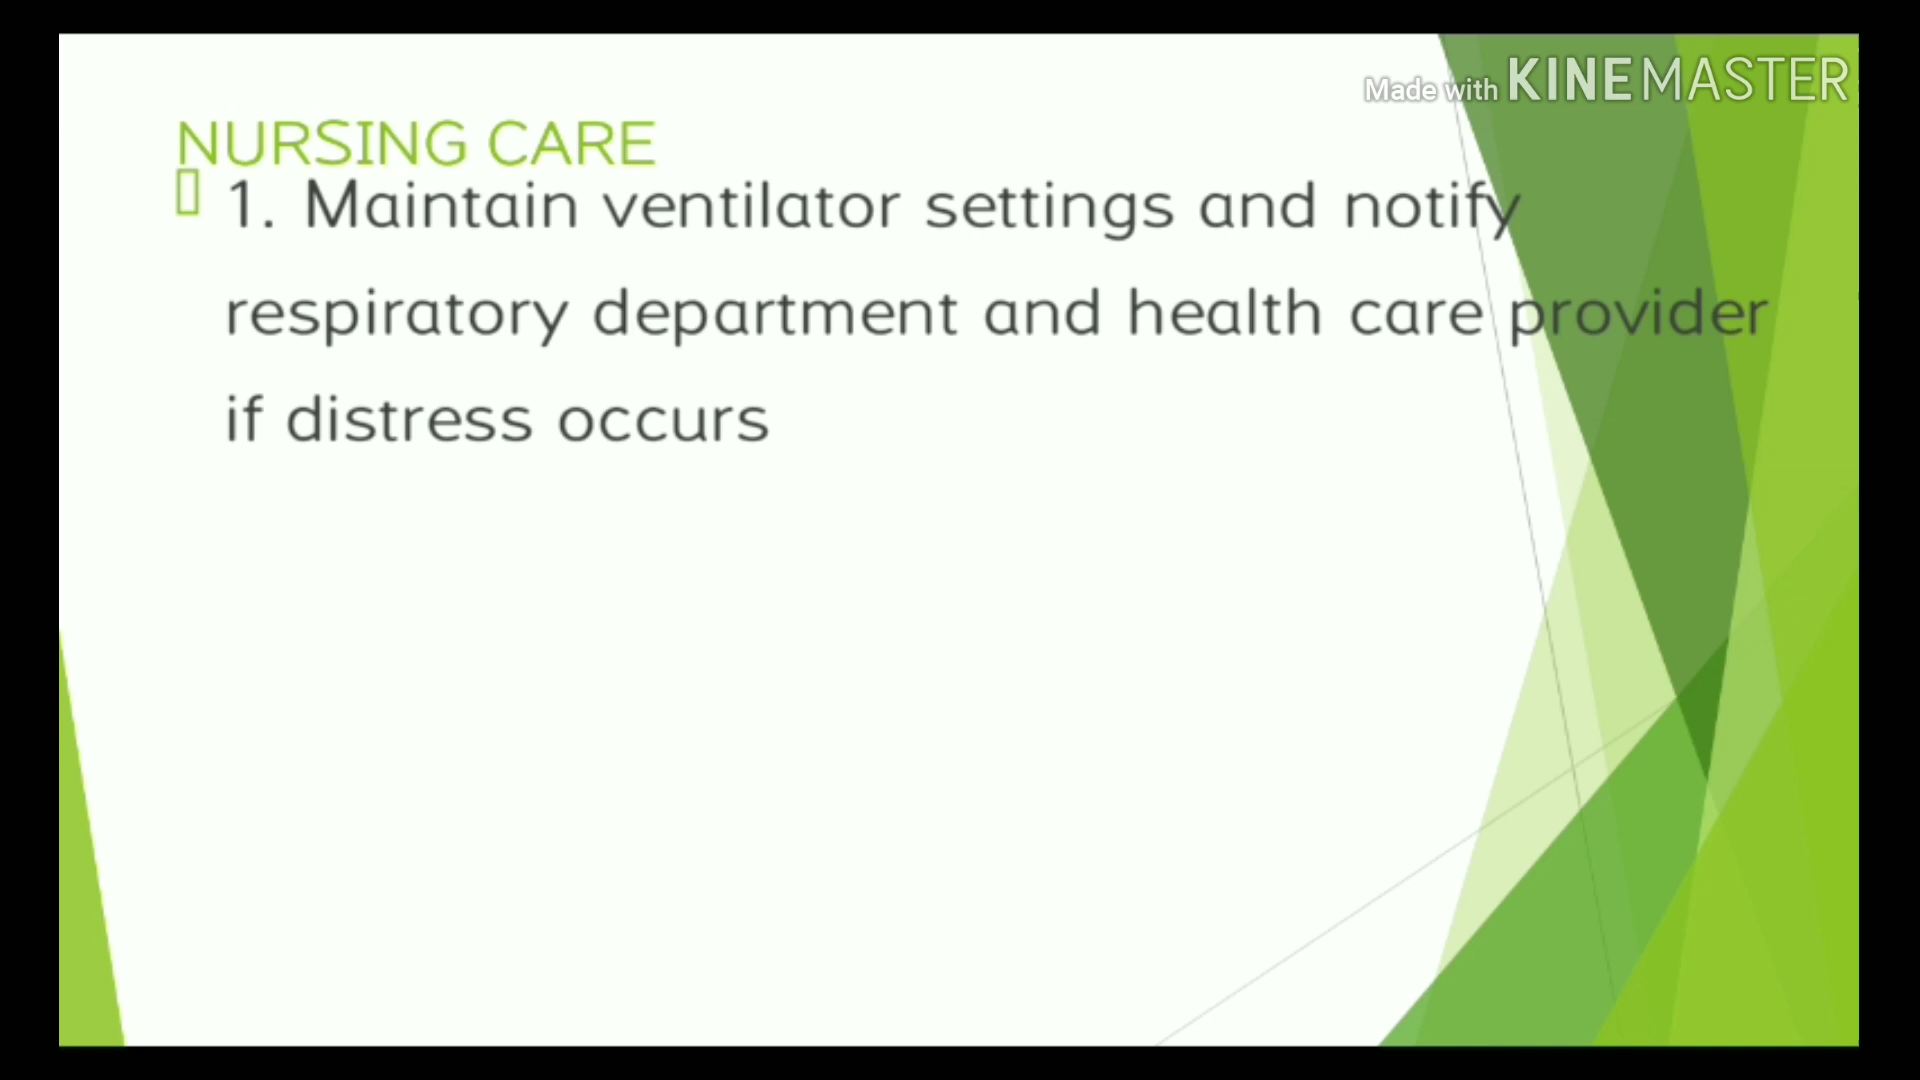 Made with KINEMASTER
NURSING CARE
1. Maintain ventilator settings and notify
respiratory department and health care provider
if distress occurs